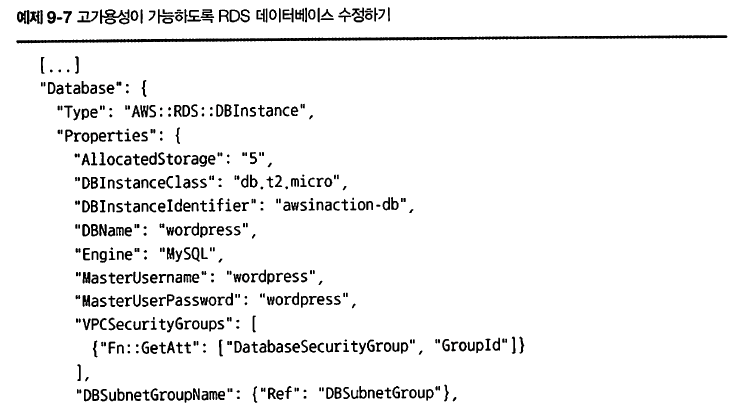 예제 9-7 고가용성이 가능하도록 RDS 데이터베이스 수정하기
[...]
"Database": {
"Type": "AWS::RDS::DBInstance",
"Properties": {
"AllocatedStorage": "5",
"DBInstanceClass": "db.t2.micro",
"DBInstanceIdentifier": "awsinaction-db",
"DBName": "wordpress",
"Engine": "MySQL",
"MasterUsername": "wordpress",
"MasterUserPassword": "wordpress",
"VPCSecurityGroups": [
{"Fn::GetAtt": ["DatabaseSecurityGroup", "GroupId"]}
],
"DBSubnetGroupName": {"Ref": "DBSubnetGroup"},